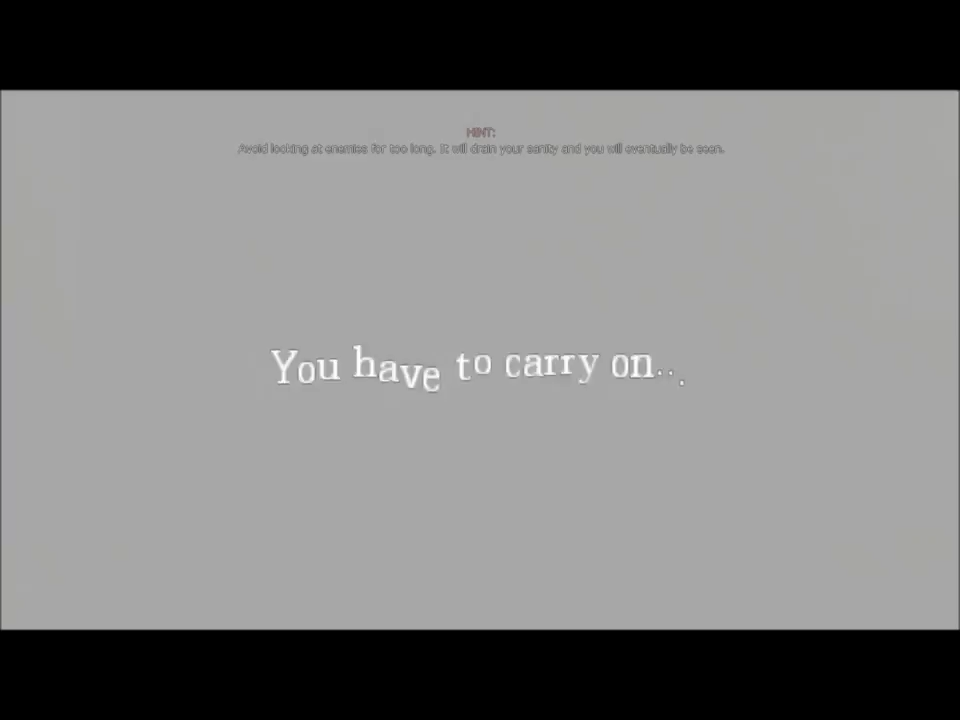 HINT:
Avoid looking at enemies for too long. It will drain your sanity and you will eventually be seen.
You have to carry on...